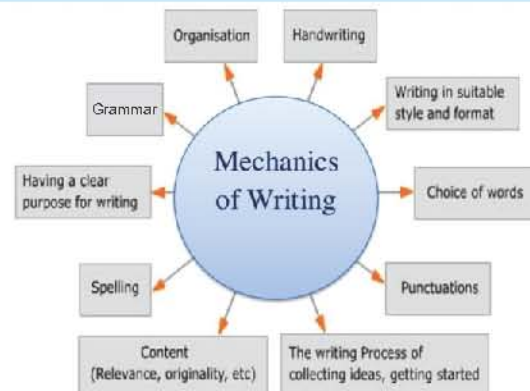 Organisation
Handwriting
Grammar
Writing in suitable
style and format
Mechanics
of Writing
Having a clear
purpose for writing
Choice of words
Spelling
Punctuations
Content
(Relevance, originality, etc)
The writing Process of
collecting ideas, getting started